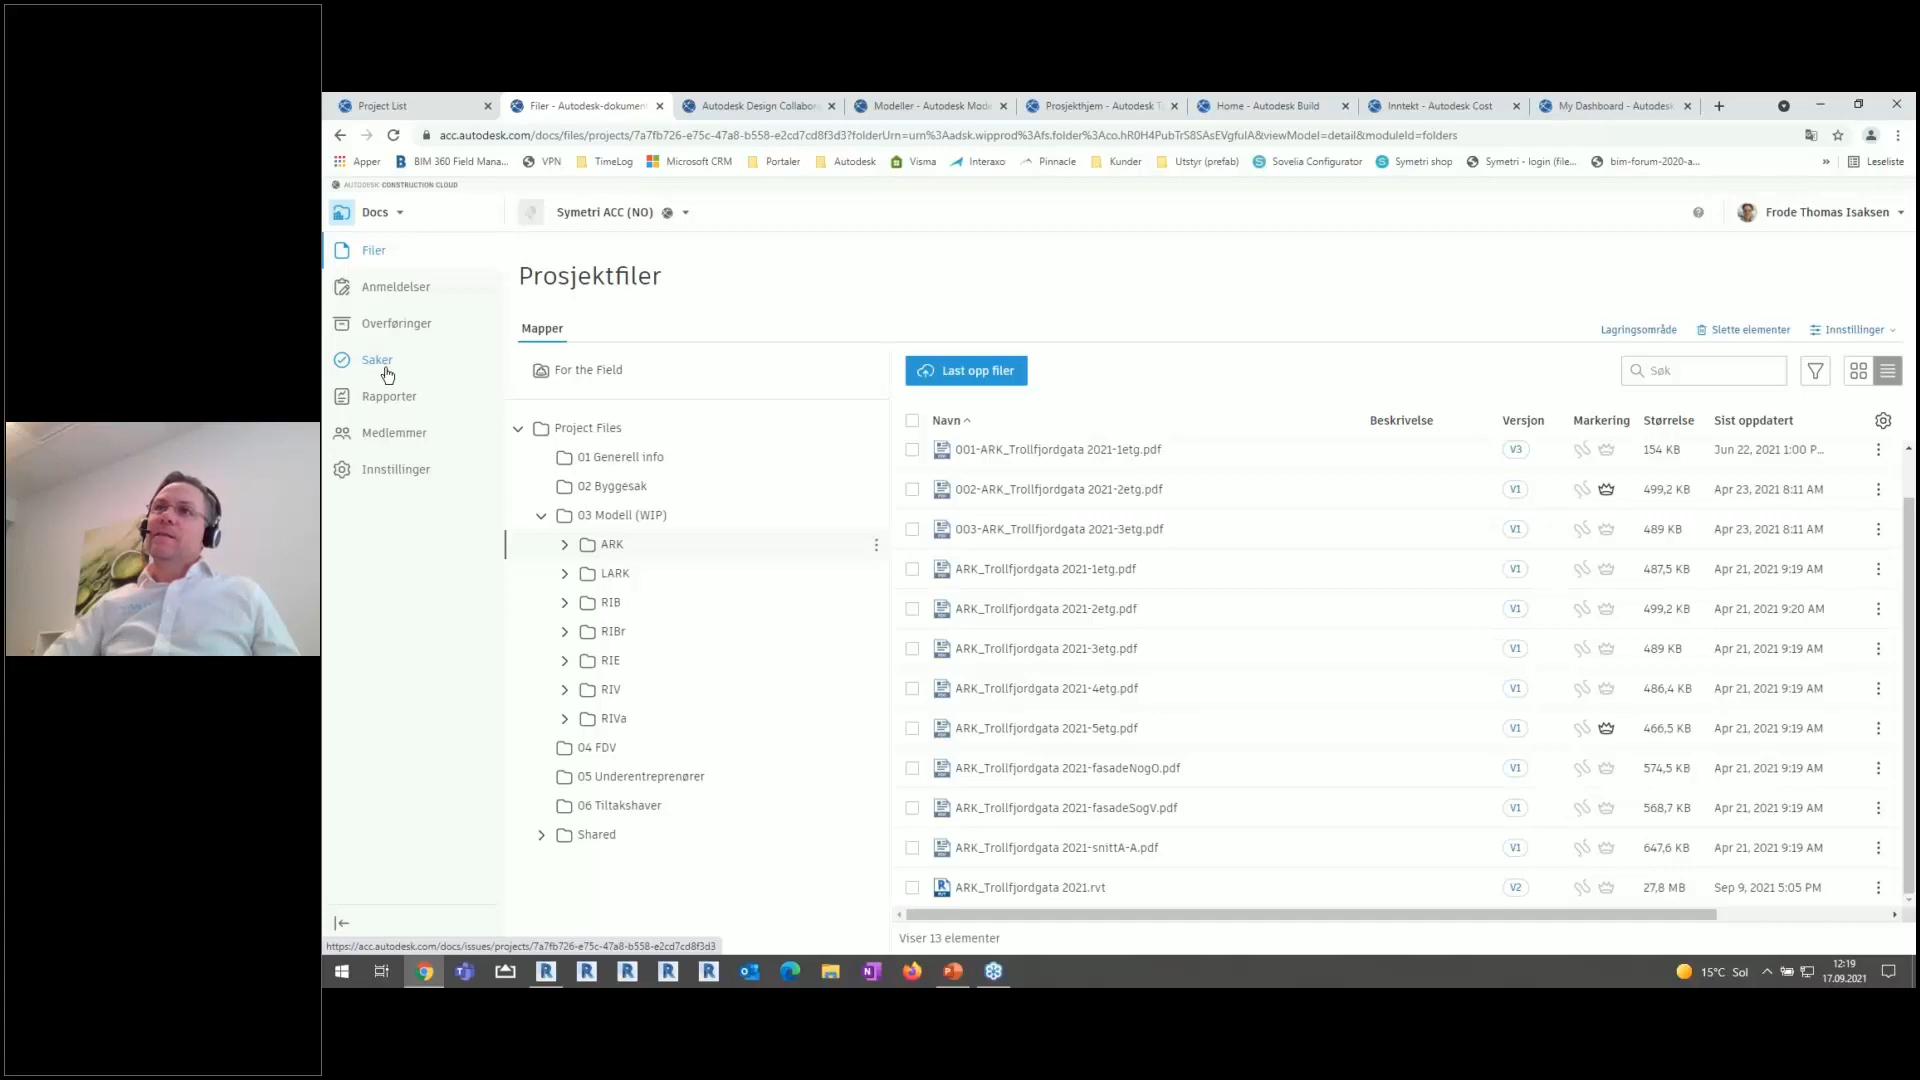 Project List
Filer - Autodesk-dokumen
Autodesk Design Collabor
Modeller - Autodesk Mod
Prosjekthjem - Autodesk T
Home - Autodesk Build
Inntekt - Autodesk Cost
My Dashboard - Autodesk
acc.autodesk.com/docs/files/projects/7a7fb726-e75c-47a8-b558-e2cd7cd8f3d3?folderUrn=urn%3Aadsk.wipprod%3Afs.folder%3Aco.hR0H4PubTrS8SAsEVgfulA&viewModel=detail&moduleId=folders
Apper
BIM 360 Field Mana...
VPN
TimeLog
Microsoft CRM
Portaler
Autodesk
Visma
Interaxo
Pinnacle
Kunder
Utstyr (prefab)
Sovelia Configurator
Symetri shop
Symetri - login (file...
bim-forum-2020-a...
»
Leseliste
AUTODESK CONSTRUCTION CLOUD
Docs
Symetri ACC (NO)
Frode Thomas Isaksen
Filer
Anmeldelser
Overføringer
Saker
Rapporter
Medlemmer
Innstillinger
Prosjektfiler
Mapper
Lagringsområde
Slette elementer
Innstillinger
For the Field
Last opp filer
Søk
Project Files
01 Generell info
02 Byggesak
03 Modell (WIP)
ARK
LARK
RIB
RIBr
RIE
RIV
RIVa
04 FDV
05 Underentreprenører
06 Tiltakshaver
Shared
Navn Beskrivelse Versjon Markering Størrelse Sist oppdatert
001-ARK_Trollfjordgata 2021-1etg.pdf V3 154 KB Jun 22, 2021 1:00 P...
002-ARK_Trollfjordgata 2021-2etg.pdf V1 499,2 KB Apr 23, 2021 8:11 AM
003-ARK_Trollfjordgata 2021-3etg.pdf V1 489 KB Apr 23, 2021 8:11 AM
ARK_Trollfjordgata 2021-1etg.pdf V1 487,5 KB Apr 21, 2021 9:19 AM
ARK_Trollfjordgata 2021-2etg.pdf V1 499,2 KB Apr 21, 2021 9:20 AM
ARK_Trollfjordgata 2021-3etg.pdf V1 489 KB Apr 21, 2021 9:19 AM
ARK_Trollfjordgata 2021-4etg.pdf V1 486,4 KB Apr 21, 2021 9:19 AM
ARK_Trollfjordgata 2021-5etg.pdf V1 466,5 KB Apr 21, 2021 9:19 AM
ARK_Trollfjordgata 2021-fasadeNogO.pdf V1 574,5 KB Apr 21, 2021 9:19 AM
ARK_Trollfjordgata 2021-fasadeSogV.pdf V1 568,7 KB Apr 21, 2021 9:19 AM
ARK_Trollfjordgata 2021-snittA-A.pdf V1 647,6 KB Apr 21, 2021 9:19 AM
ARK_Trollfjordgata 2021.rvt V2 27,8 MB Sep 9, 2021 5:05 PM
Viser 13 elementer
https://acc.autodesk.com/docs/issues/projects/7a7fb726-e75c-47a8-b558-e2cd7cd8f3d3
15°C Sol
12:19
17.09.2021